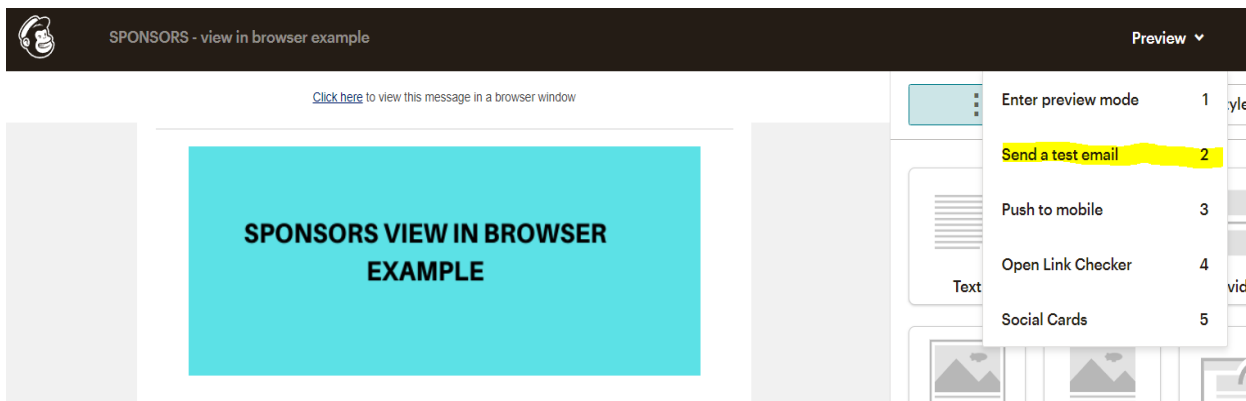 SPONSORS - view in browser example
Preview
Click here to view this message in a browser window
Enter preview mode 1
Send a test email 2
Push to mobile 3
Open Link Checker 4
Social Cards 5
SPONSORS VIEW IN BROWSER
EXAMPLE
Text